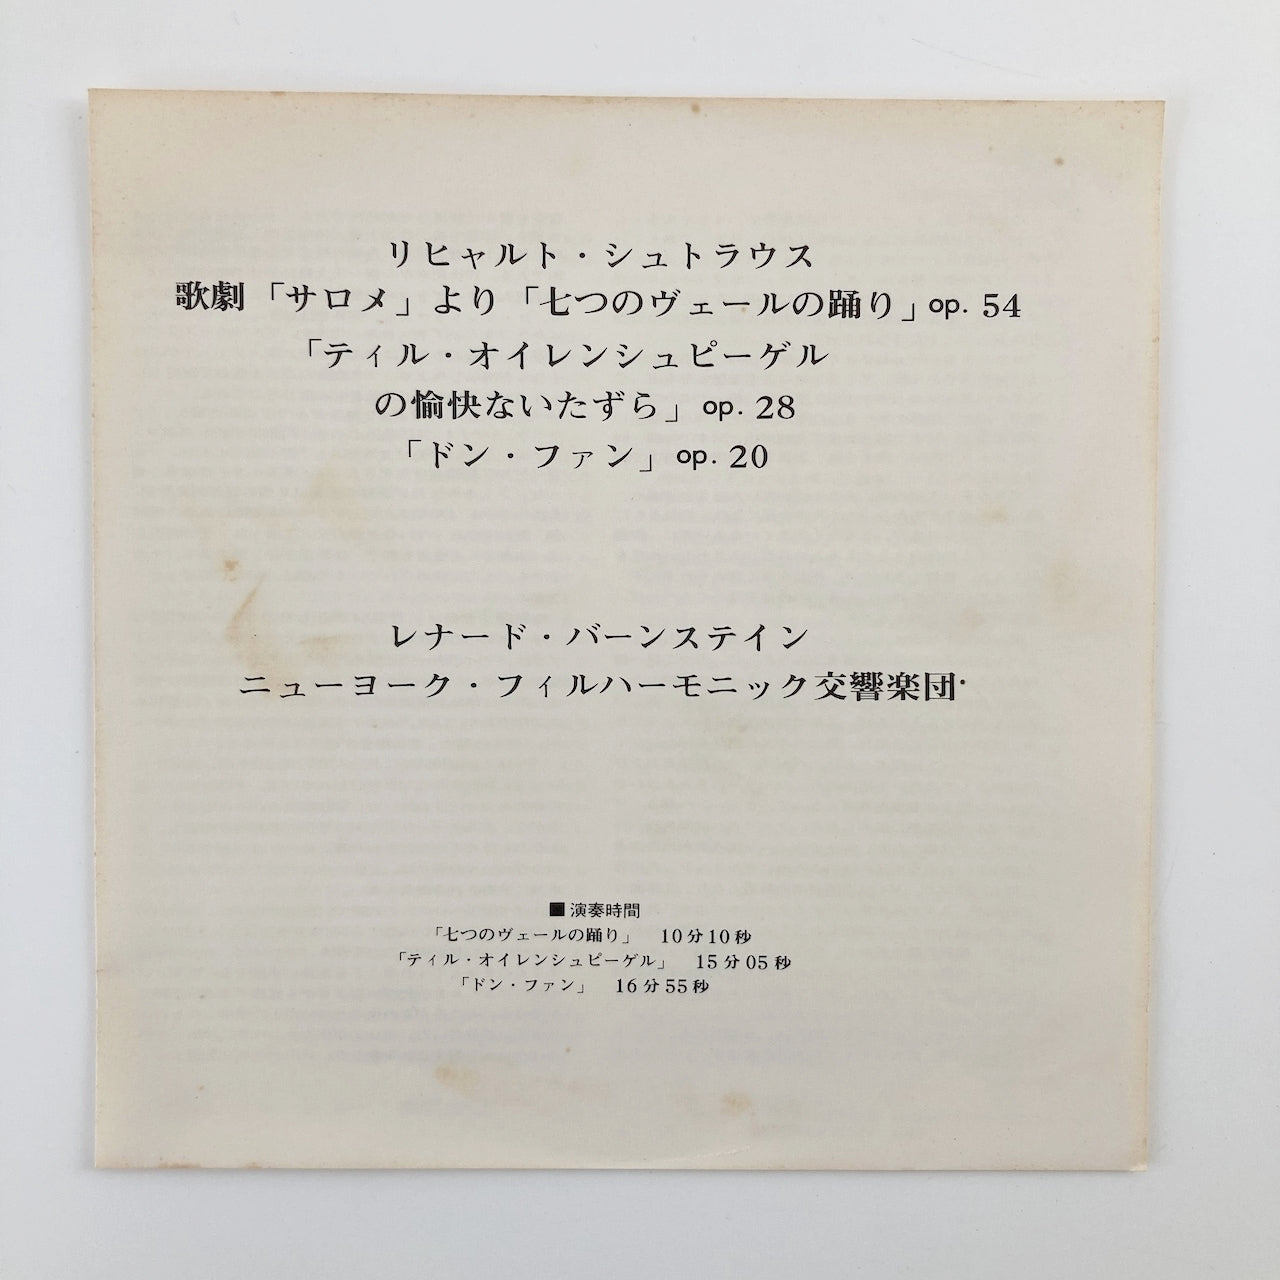 リヒャルト・シュトラウス
歌劇「サロメ」より「七つのヴェールの踊り」op. 54
「ティル・オイレンシュピーゲル
の愉快ないたずら」op. 28
「ドン・ファン」op. 20
レナード・バーンステイン
ニューヨーク・フィルハーモニック交響楽団
■演奏時間
「七つのヴェールの踊り」 10分10秒
「ティル・オイレンシュピーゲル」 15分05秒
「ドン・ファン」 16分55秒